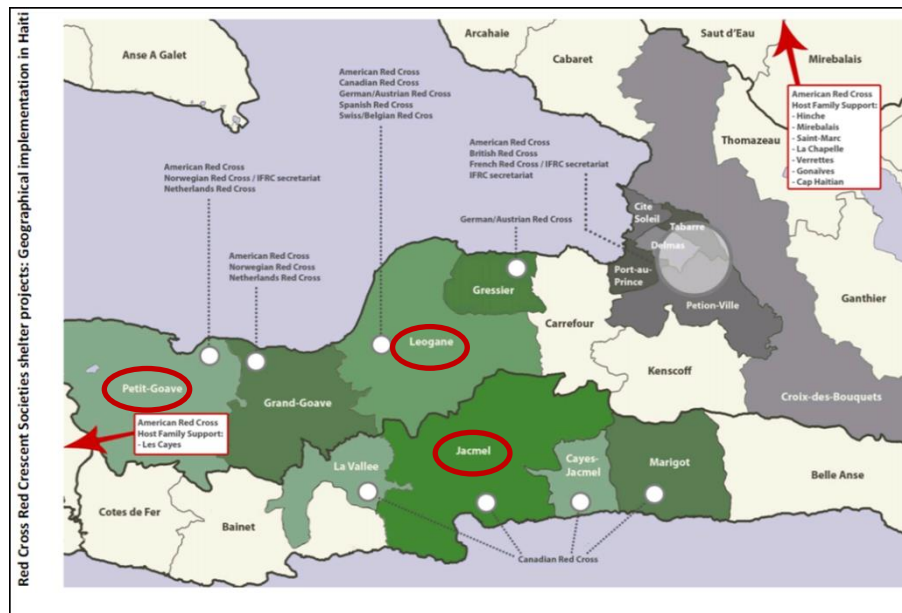 Red Cross Red Crescent Societies shelter projects: Geographical implementation in Haiti
Anse A Galet
Arcahaie
Cabaret
Saut d'Eau
Mirebalais
Thomazeau
American Red Cross
Host Family Support:
- Hinche
- Mirebalais
- Saint-Marc
- La Chapelle
- Verrettes
- Gonaives
- Cap Haitian
American Red Cross
Canadian Red Cross
German/Austrian Red Cross
Spanish Red Cross
Swiss/Belgian Red Cros
American Red Cross
British Red Cross
French Red Cross / IFRC secretariat
IFRC secretariat
American Red Cross
Norwegian Red Cross / IFRC secretariat
Netherlands Red Cross
German/Austrian Red Cross
American Red Cross
Norwegian Red Cross
Netherlands Red Cross
Cite
Soleil
Tabarre
Delmas
Port-au-
Prince
Petion-Ville
Gressier
Carrefour
Ganthier
Leogane
Kenscoff
Petit-Goave
Grand-Goave
Croix-des-Bouquets
American Red Cross
Host Family Support:
- Les Cayes
La Vallee
Jacmel
Cayes-
Jacmel
Marigot
Belle Anse
Cotes de Fer
Bainet
Canadian Red Cross